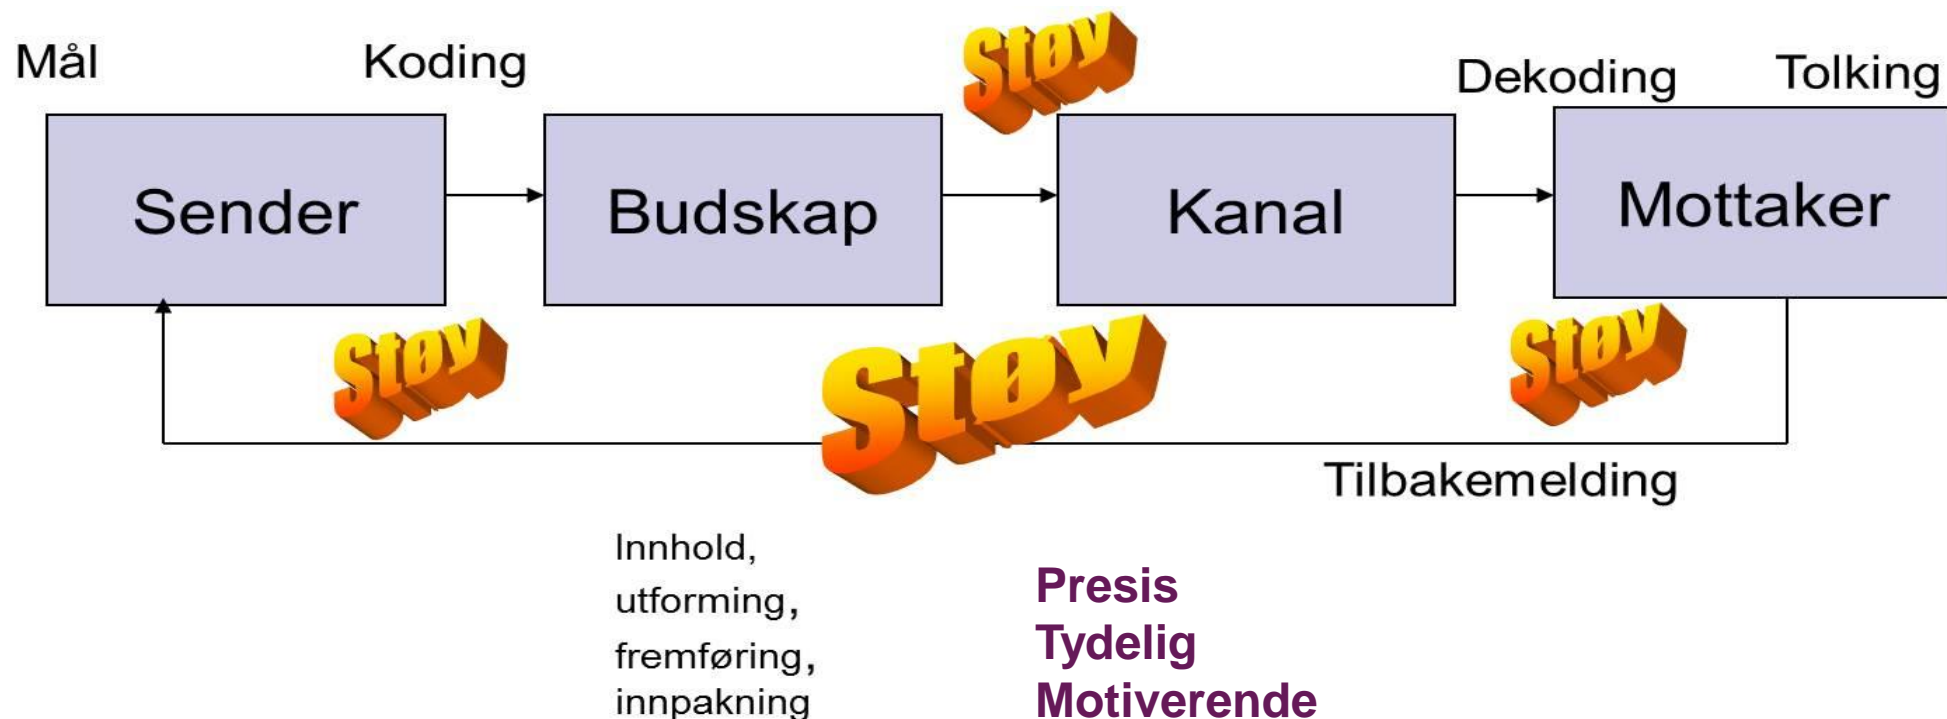 Mål
Koding
Støy
Dekoding
Tolking
Sender
Budskap
Kanal
Mottaker
Støy
Støy
Støy
Tilbakemelding
Innhold,
utforming,
fremføring,
innpakning
Presis
Tydelig
Motiverende